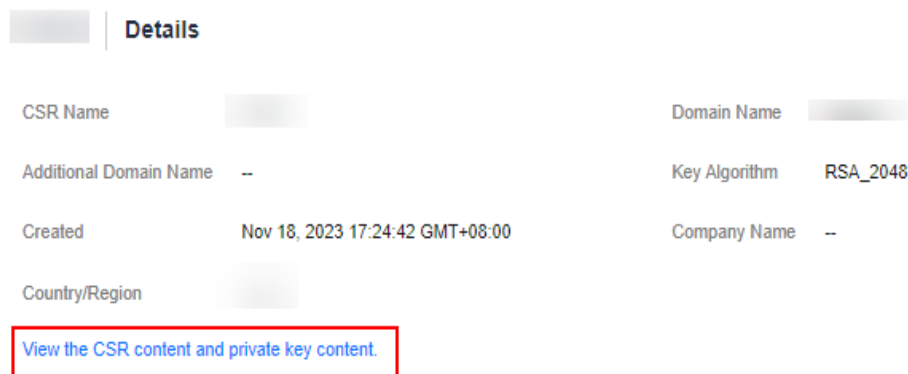 Details
CSR Name
Domain Name
Additional Domain Name --
Key Algorithm RSA_2048
Created Nov 18, 2023 17:24:42 GMT+08:00
Company Name --
Country/Region
View the CSR content and private key content.